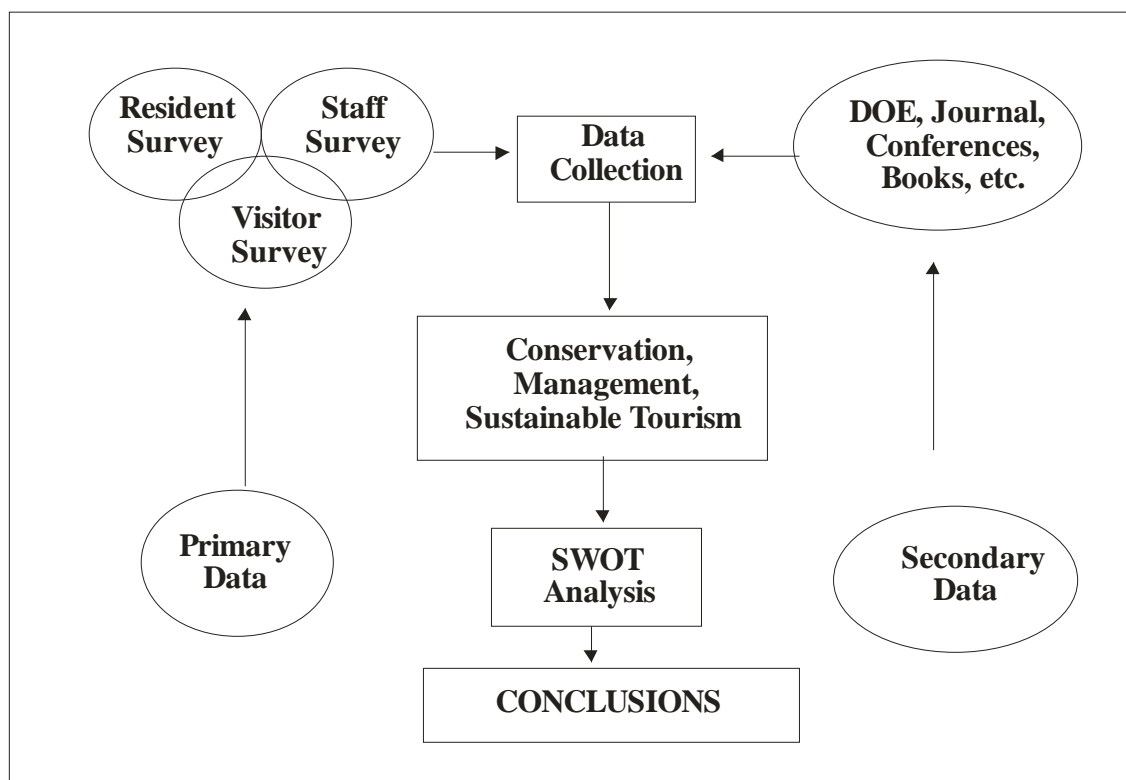 Resident
Survey
Staff
Survey
Visitor
Survey
Data
Collection
DOE, Journal,
Conferences,
Books, etc.
Conservation,
Management,
Sustainable Tourism
Primary
Data
SWOT
Analysis
Secondary
Data
CONCLUSIONS